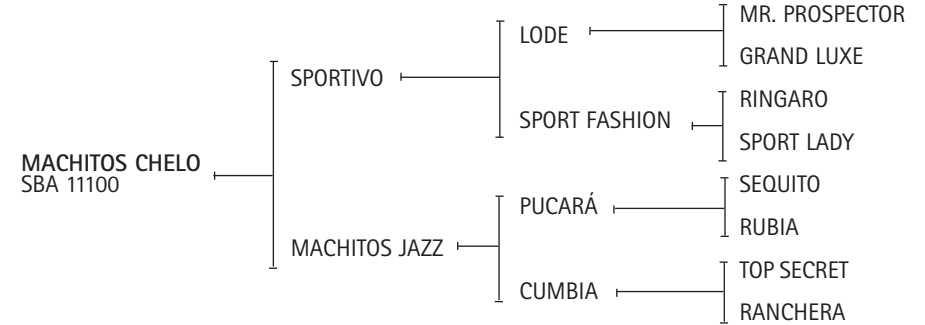 MR. PROSPECTOR
LODE
GRAND LUXE
SPORTIVO
RINGARO
SPORT FASHION
SPORT LADY
MACHITOS CHELO
SBA 11100
SEQUITO
PUCARÁ
RUBIA
MACHITOS JAZZ
TOP SECRET
CUMBIA
RANCHERA